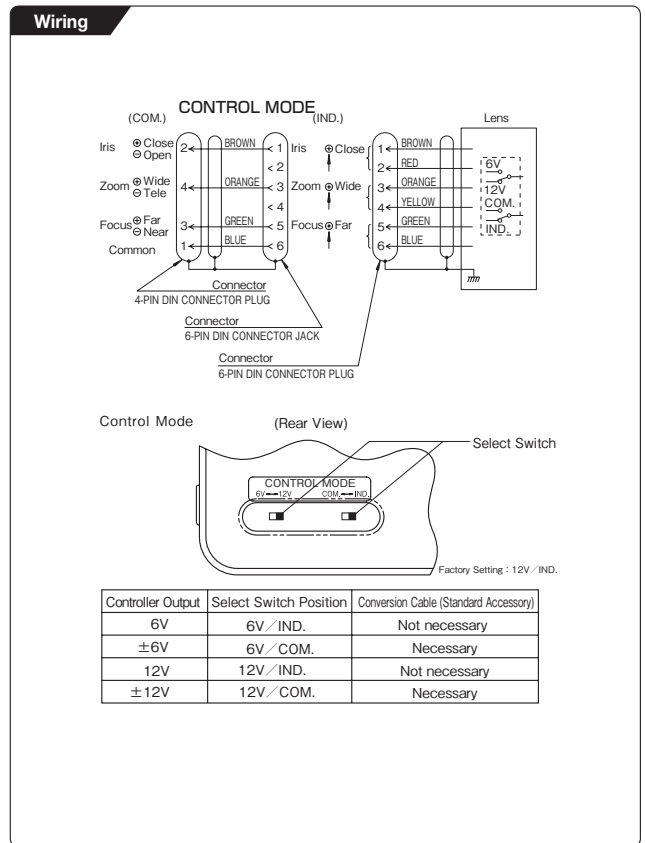 Wiring
CONTROL MODE
(COM.)
(IND.)
Lens
Iris ⊕ Close
⊖ Open
2
BROWN
1 Iris
2
Zoom ⊕ Wide
⊖ Tele
4
ORANGE
3 Zoom
4
Focus ⊕ Far
⊖ Near
3
GREEN
5 Focus
Common
1
BLUE
6
⊕ Close
1
BROWN
2
RED
⊕ Wide
3
ORANGE
4
YELLOW
⊕ Far
5
GREEN
6
BLUE
6V
12V
COM.
IND.
Connector
4-PIN DIN CONNECTOR PLUG
Connector
6-PIN DIN CONNECTOR JACK
Connector
6-PIN DIN CONNECTOR PLUG
Control Mode
(Rear View)
Select Switch
CONTROL MODE
6V 12V COM. IND.
Factory Setting : 12V/IND.
Controller Output Select Switch Position Conversion Cable (Standard Accessory)
6V 6V/IND. Not necessary
±6V 6V/COM. Necessary
12V 12V/IND. Not necessary
±12V 12V/COM. Necessary